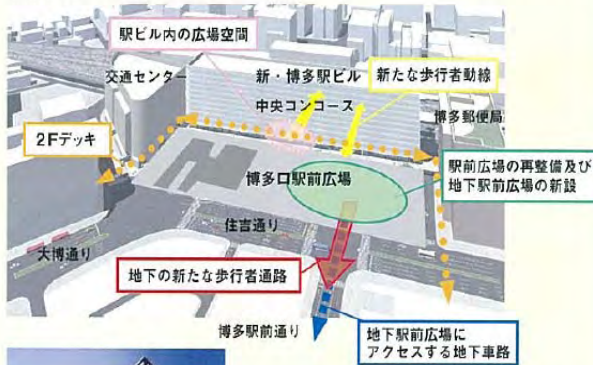 駅ビル内の広場空間
交通センター
新・博多駅ビル
新たな歩行者動線
中央コンコース
博多郵便局
2Fデッキ
博多口駅前広場
駅前広場の再整備及び
地下駅前広場の新設
住吉通り
大博通り
地下の新たな歩行者通路
博多駅前通り
地下駅前広場に
アクセスする地下車路